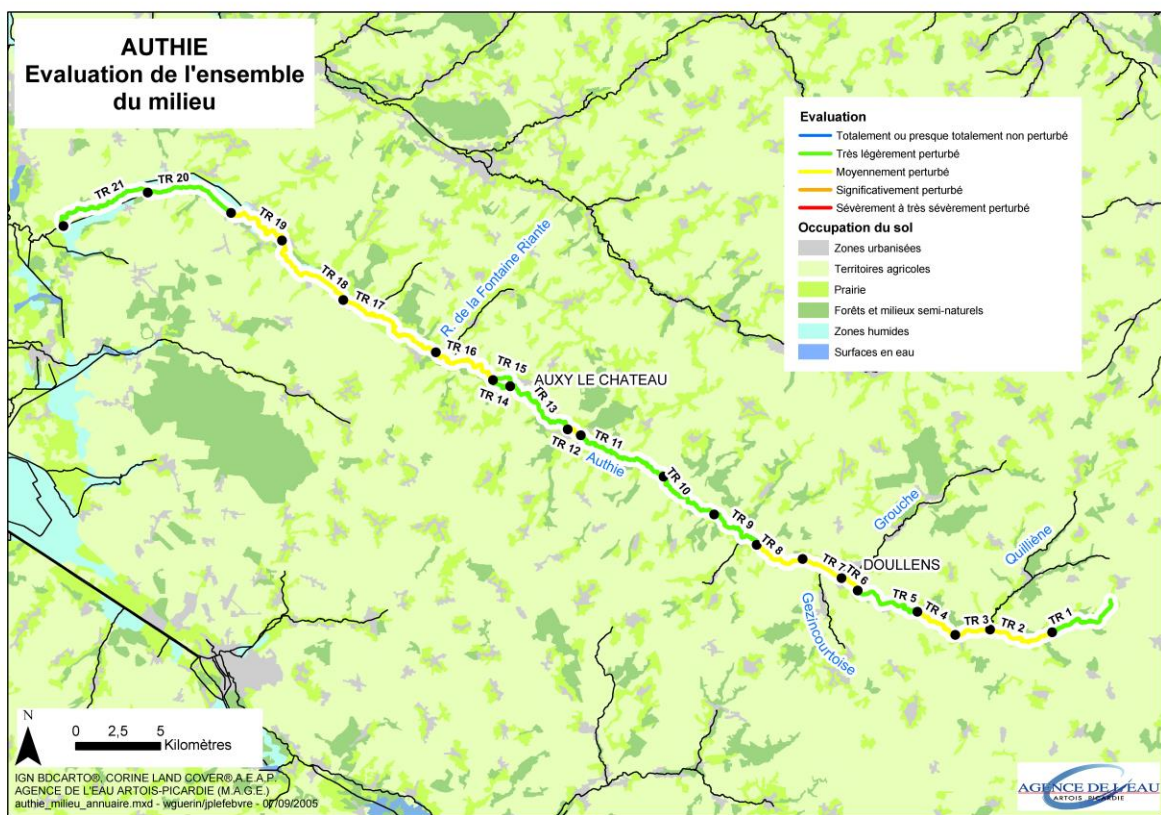 AUTHIE
Evaluation de l'ensemble
du milieu
Evaluation
Totalement ou presque totalement non perturbé
Très légèrement perturbé
Moyennement perturbé
Significativement perturbé
Sévèrement à très sévèrement perturbé
Occupation du sol
Zones urbanisées
Territoires agricoles
Prairie
Forêts et milieux semi-naturels
Zones humides
Surfaces en eau
TR 21
TR 20
TR 19
TR 18
TR 17
R. de la Fontaine Riante
TR 16
TR 15
AUXY LE CHATEAU
TR 14
TR 13
TR 12
TR 11
Authie
TR 10
TR 9
TR 8
Grouche
DOULLENS
TR 7
TR 6
Quilliène
Gezincourtoise
TR 5
TR 4
TR 3
TR 2
TR 1
N
0 2,5 5
Kilomètres
IGN BDCARTO®, CORINE LAND COVER®,A.E.A.P.
AGENCE DE L'EAU ARTOIS-PICARDIE (M.A.G.E.)
authie_milieu_annuaire.mxd - wguerin/jplefebvre - 07/09/2005
AGENCE DE L'EAU
ARTOIS PICARDIE